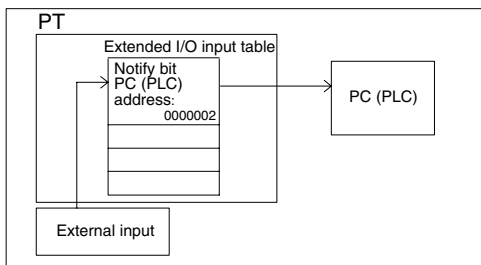 PT
Extended I/O input table
Notify bit
PC (PLC)
address:
0000002
PC (PLC)
External input